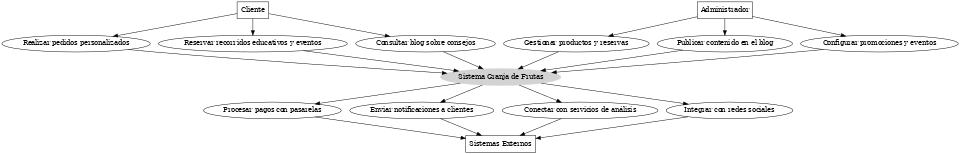 Cliente
Administrador
Realizar pedidos personalizados
Reservar recorridos educativos y eventos
Consultar blog sobre consejos
Gestionar productos y reservas
Publicar contenido en el blog
Configurar promociones y eventos
Sistema Granja de Frutas
Procesar pagos con pasarelas
Enviar notificaciones a clientes
Conectar con servicios de análisis
Integrar con redes sociales
Sistemas Externos